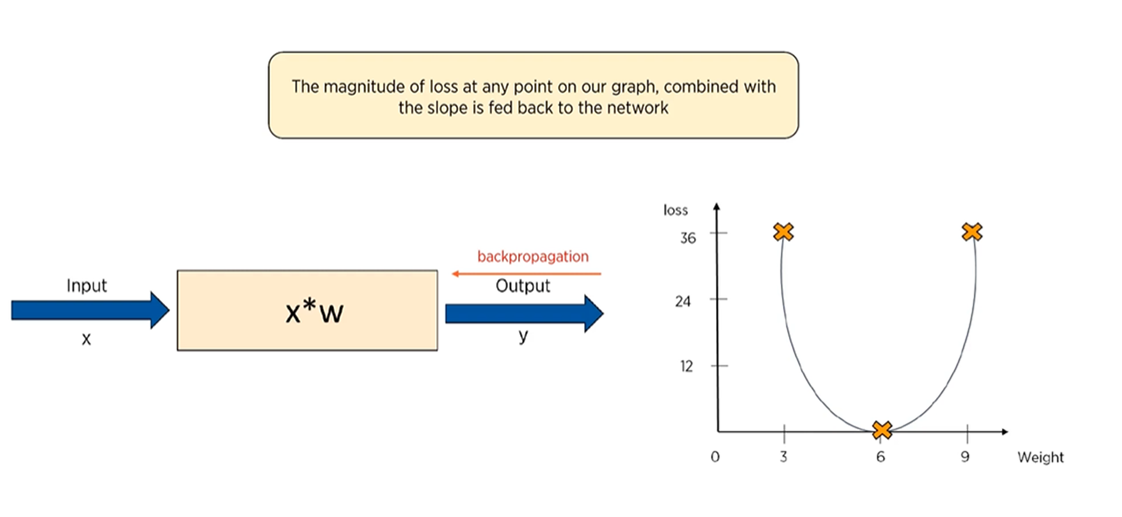 The magnitude of loss at any point on our graph, combined with
the slope is fed back to the network
Input
x
x*w
backpropagation
Output
y
loss
36
24
12
0
3
6
9
Weight